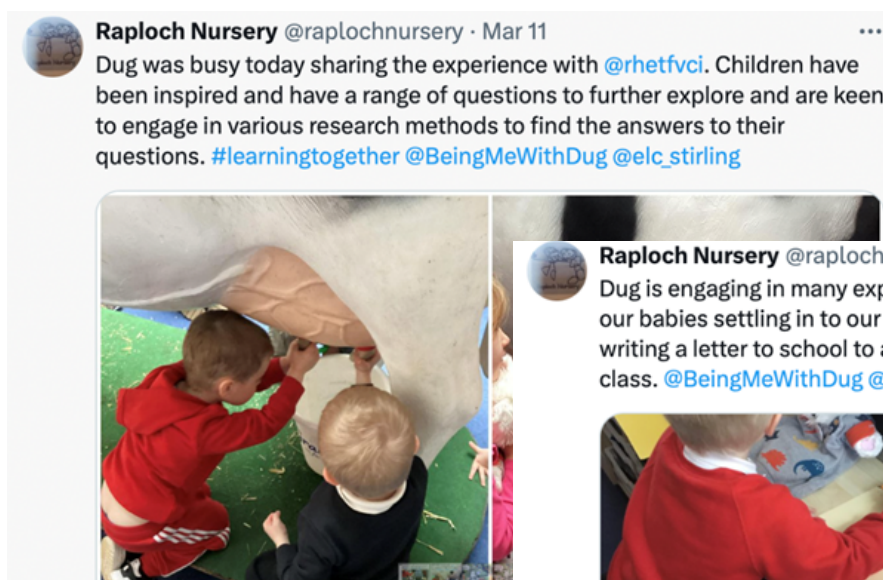 Raploch Nursery @raplochnursery · Mar 11
Dug was busy today sharing the experience with @rhetfvci. Children have
been inspired and have a range of questions to further explore and are keen
to engage in various research methods to find the answers to their
questions. #learningtogether @BeingMeWithDug @elc_stirling
Raploch Nursery @raploch
Dug is engaging in many exp
our babies settling in to our
writing a letter to school to a
class. @BeingMeWithDug @